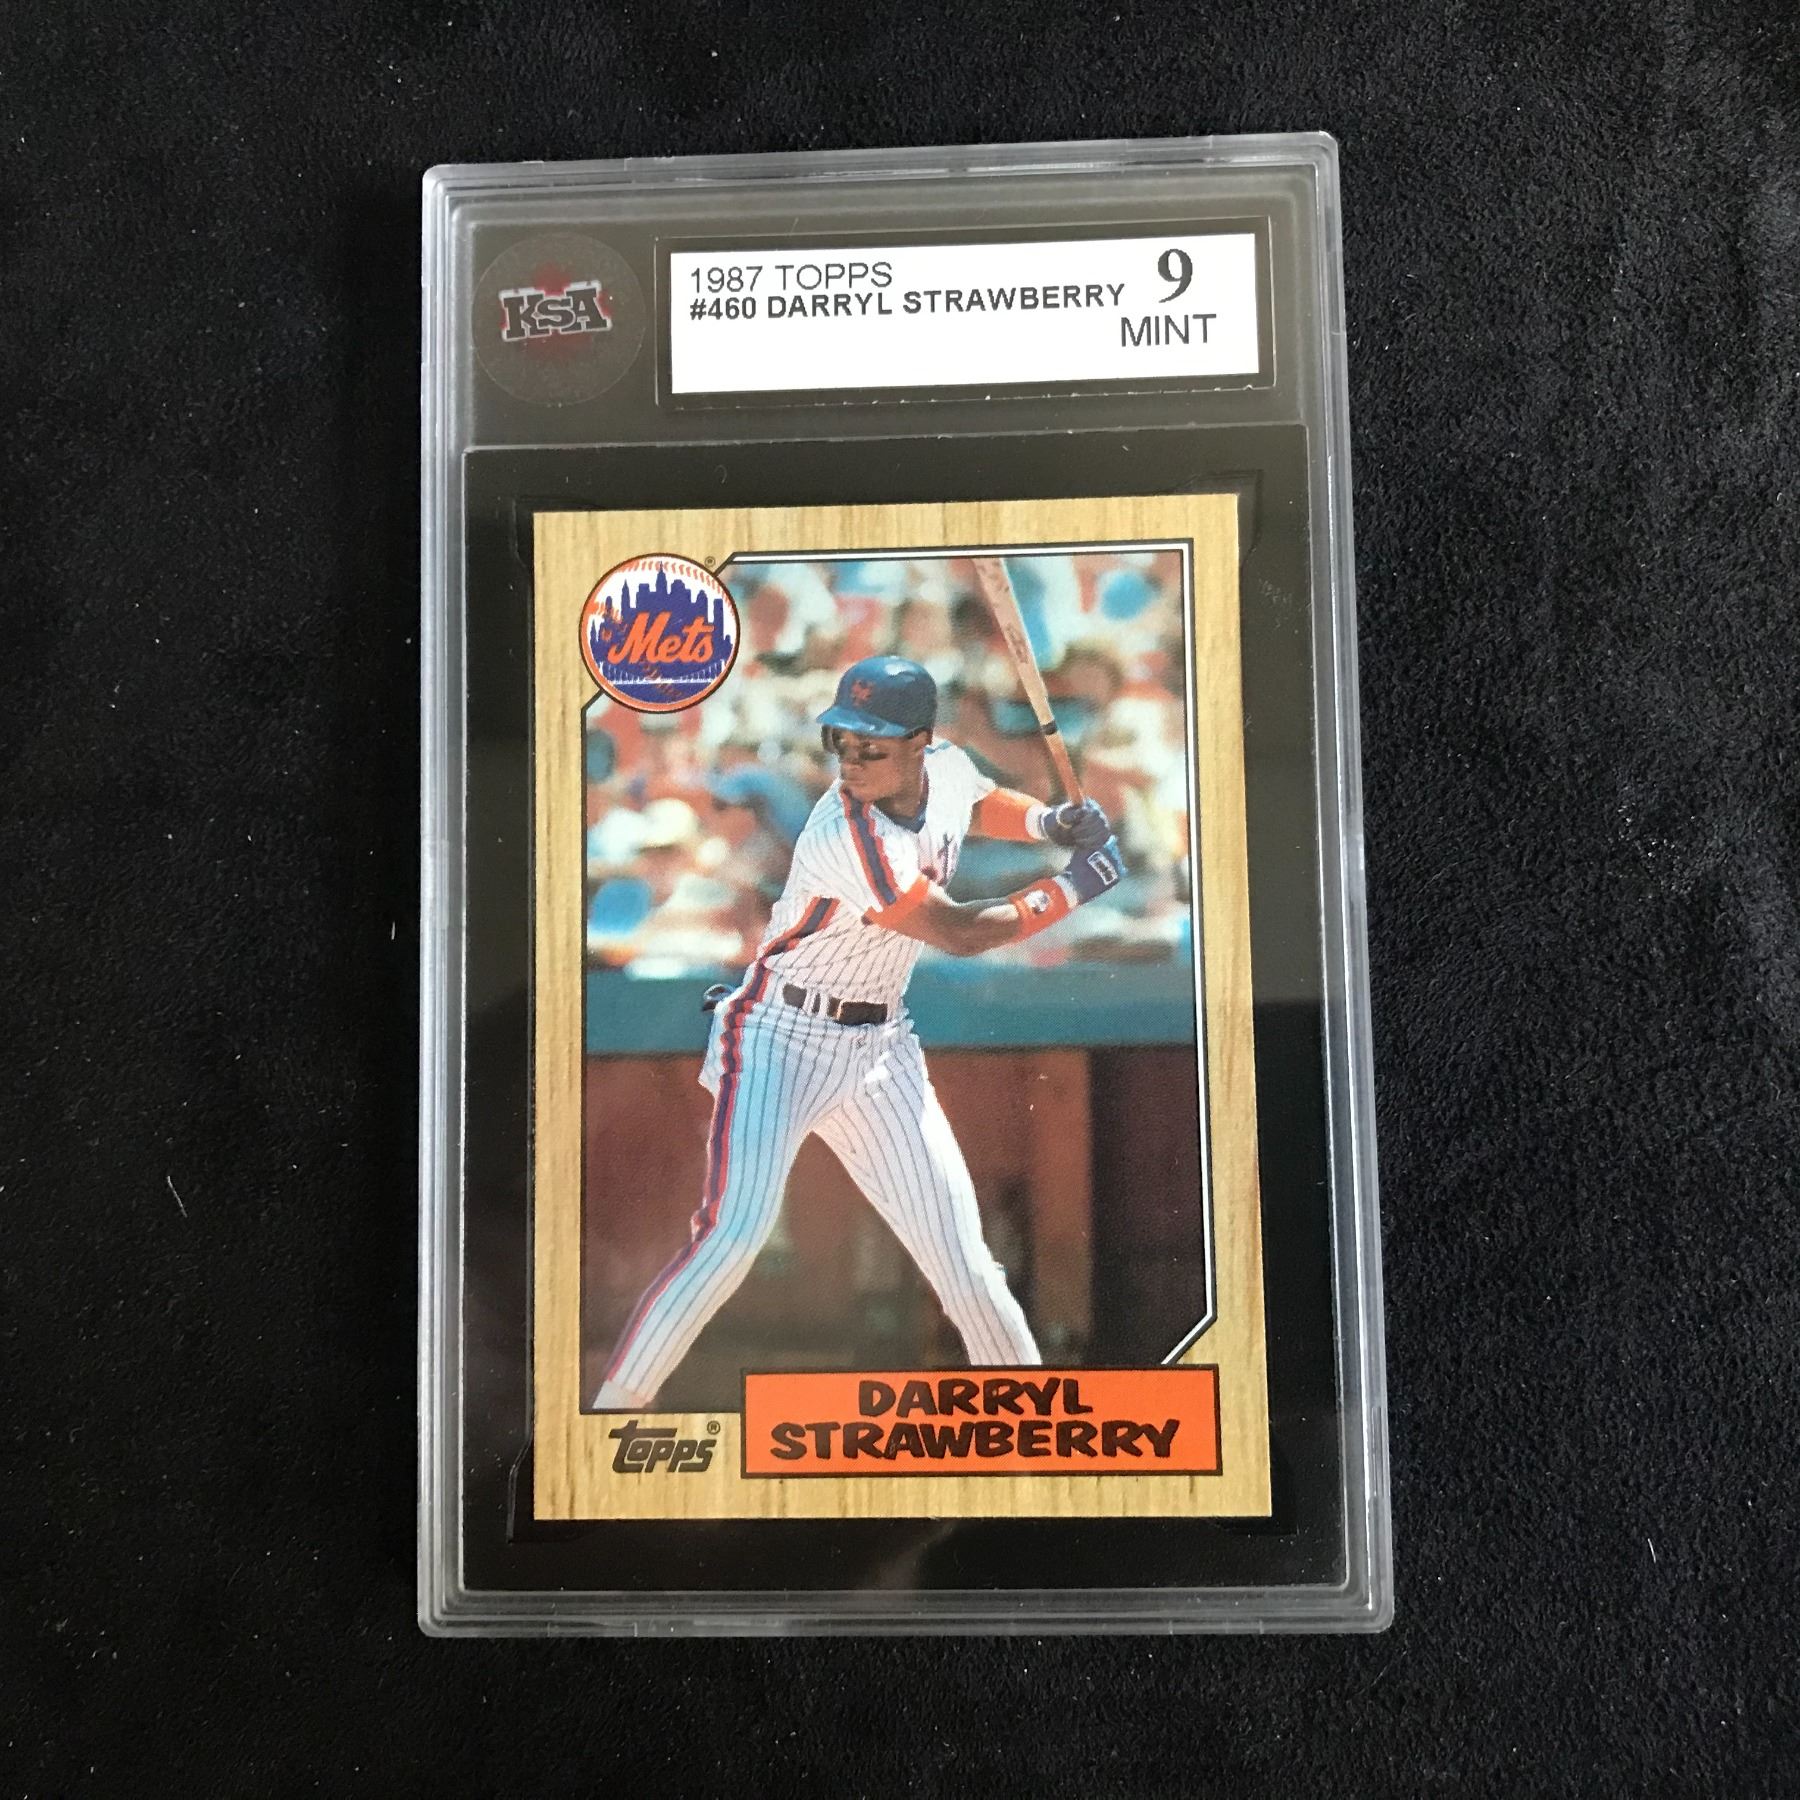 KSA
1987 TOPPS
#460 DARRYL STRAWBERRY
9
MINT
Mets
DARRYL
STRAWBERRY
Topps®